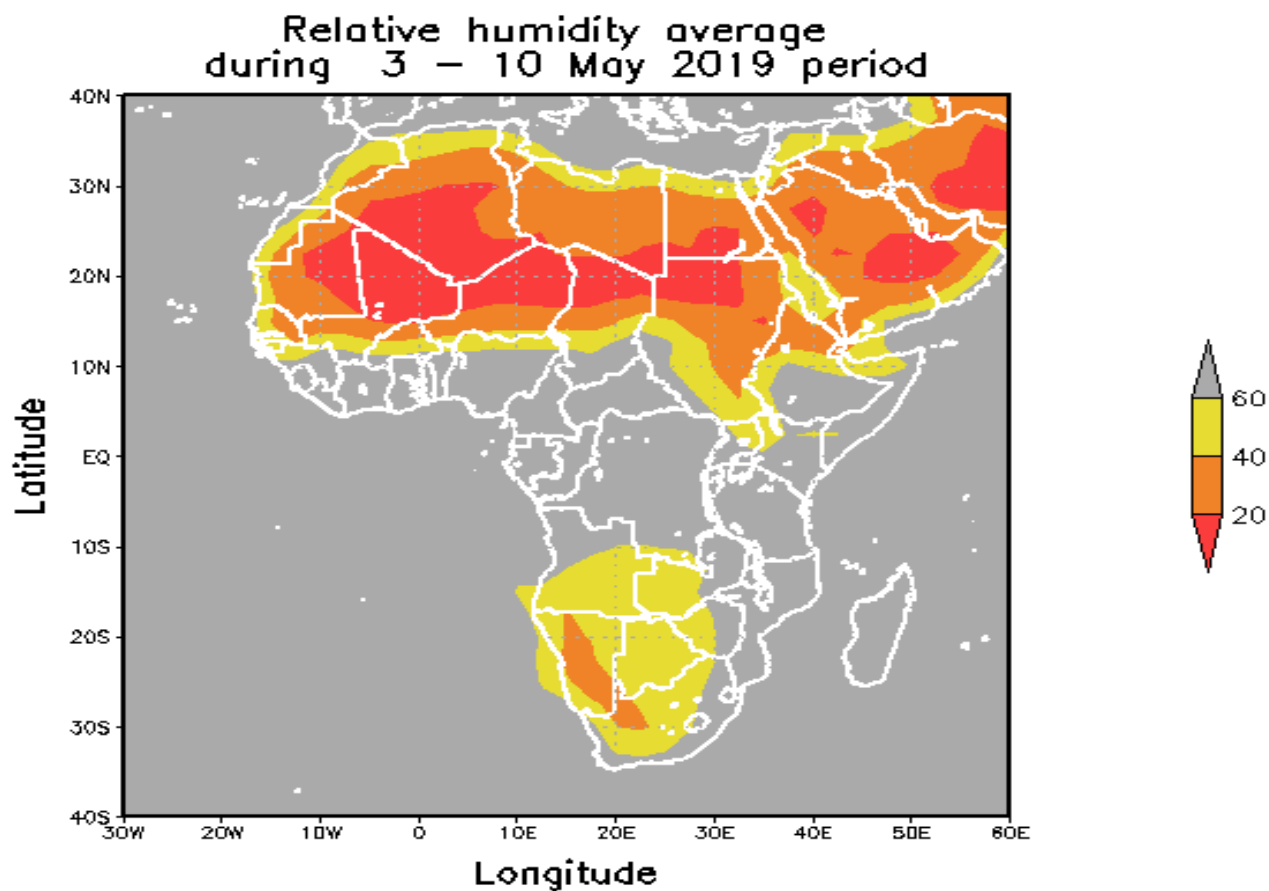 Relative humidity average
during 3 – 10 May 2019 period
40N
30N
20N
10N
EQ
10S
20S
30S
40S
Latitude
30W 20W 10W 0 10E 20E 30E 40E 50E 60E
Longitude
60
40
20